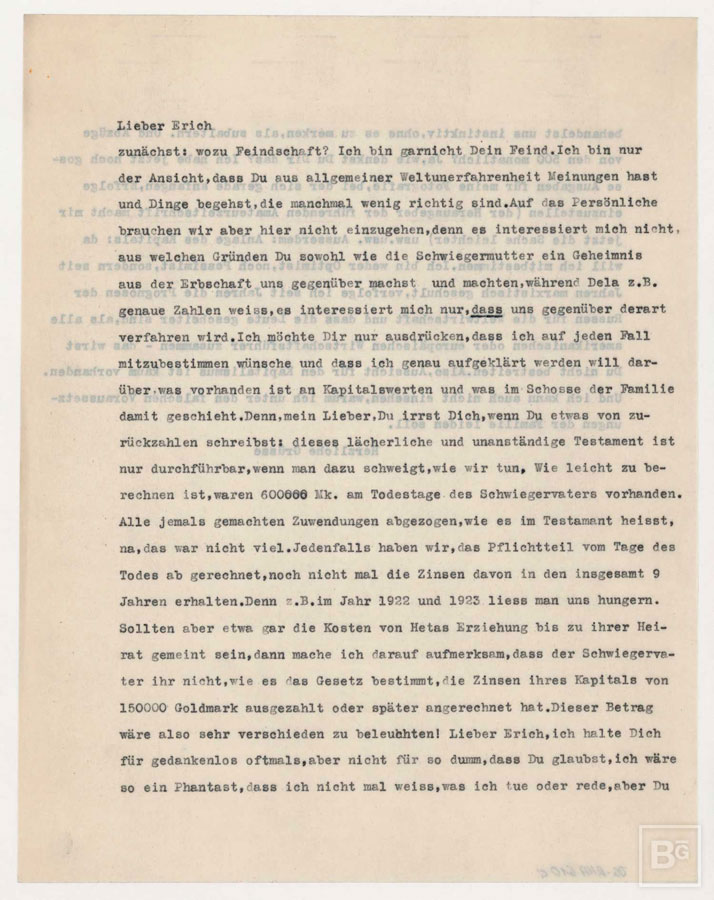 Lieber Erich
zunächst: wozu Feindschaft? Ich bin garnicht Dein Feind.Ich bin nur
der Ansicht,dass Du aus allgemeiner Weltunerfahrenheit Meinungen hast
und Dinge begehst,die manchmal wenig richtig sind.Auf das Persönliche
brauchen wir aber hier nicht einzugehen,denn es interessiert mich nicht,
aus welchen Gründen Du sowohl wie die Schwiegermutter ein Geheimnis
aus der Erbschaft uns gegenüber machst und machten,während Dela z.B.
genaue Zahlen weiss,es interessiert mich nur,dass uns gegenüber derart
verfahren wird.Ich möchte Dir nur ausdrücken,dass ich auf jeden Fall
mitzubestimmen wünsche und dass ich genau aufgeklärt werden will dar-
über.was vorhanden ist an Kapitalswerten und was im Schosse der Familie
damit geschieht.Denn,mein Lieber,Du irrst Dich,wenn Du etwas von zu-
rückzahlen schreibst: dieses lächerliche und unanständige Testament ist
nur durchführbar,wenn man dazu schweigt,wie wir tun. Wie leicht zu be-
rechnen ist,waren 600000 Mk. am Todestage des Schwiegervaters vorhanden.
Alle jemals gemachten Zuwendungen abgezogen,wie es im Testamant heisst,
na,das war nicht viel.Jedenfalls haben wir,das Pflichtteil vom Tage des
Todes ab gerechnet,noch nicht mal die Zinsen davon in den insgesamt 9
Jahren erhalten.Denn z.B.im Jahr 1922 und 1923 liess man uns hungern.
Sollten aber etwa gar die Kosten von Hetas Erziehung bis zu ihrer Hei-
rat gemeint sein,dann mache ich darauf aufmerksam,dass der Schwiegerva-
ter ihr nicht,wie es das Gesetz bestimmt,die Zinsen ihres Kapitals von
150000 Goldmark ausgezahlt oder später angerechnet hat.Dieser Betrag
wäre also sehr verschieden zu beleuchten! Lieber Erich,ich halte Dich
für gedankenlos oftmals,aber nicht für so dumm,dass Du glaubst,ich wäre
so ein Phantast,dass ich nicht mal weiss,was ich tue oder rede,aber Du
BG